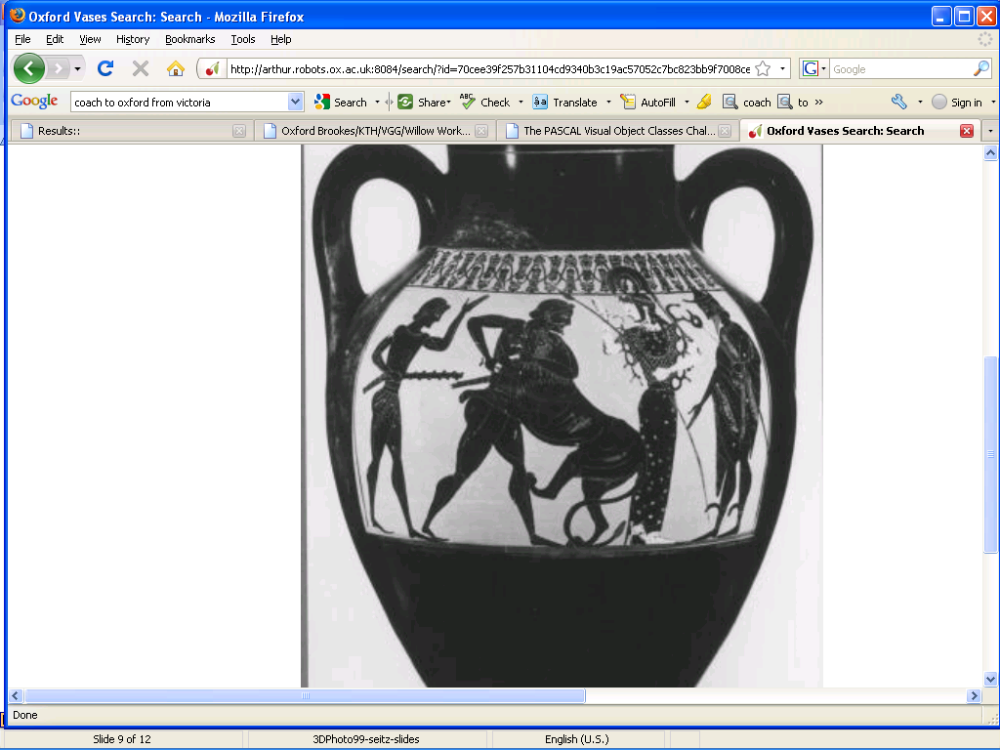 Oxford Vases Search: Search - Mozilla Firefox
File Edit View History Bookmarks Tools Help
http://arthur.robots.ox.ac.uk:8084/search/?id=70cee39f257b31104cd9340b3c19ac57052c7bc823bb9f7008ce
G Google
Google coach to oxford from victoria Search Share ABC Check āa Translate AutoFill coach to » Sign in
Results:: Oxford Brookes/KTH/VGG/Willow Work... The PASCAL Visual Object Classes Chal... Oxford Vases Search: Search
Done
Slide 9 of 12 3DPhoto99-seitz-slides English (U.S.)